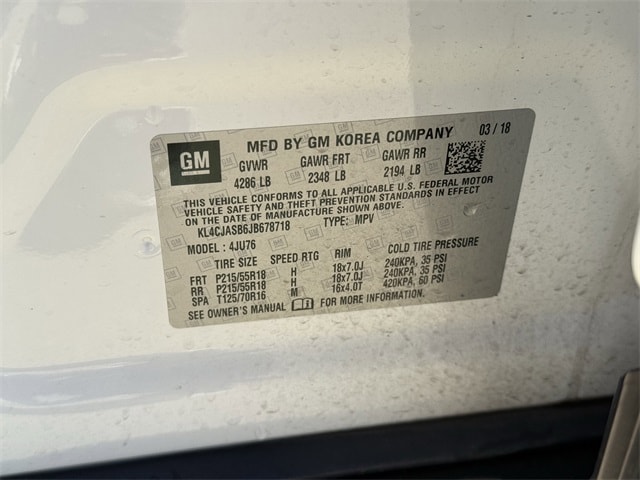 GM
MFD BY GM KOREA COMPANY 03 / 18
GVWR GAWR FRT GAWR RR
4286 LB 2348 LB 2194 LB
THIS VEHICLE CONFORMS TO ALL APPLICABLE U.S. FEDERAL MOTOR
VEHICLE SAFETY AND THEFT PREVENTION STANDARDS IN EFFECT
ON THE DATE OF MANUFACTURE SHOWN ABOVE.
KL4CJASB6JB678718 TYPE: MPV
MODEL : 4JU76
TIRE SIZE SPEED RTG RIM COLD TIRE PRESSURE
FRT P215/55R18 H 18x7.0J 240KPA, 35 PSI
RR P215/55R18 H 18x7.0J 240KPA, 35 PSI
SPA T125/70R16 M 16x4.0T 420KPA, 60 PSI
SEE OWNER'S MANUAL FOR MORE INFORMATION.